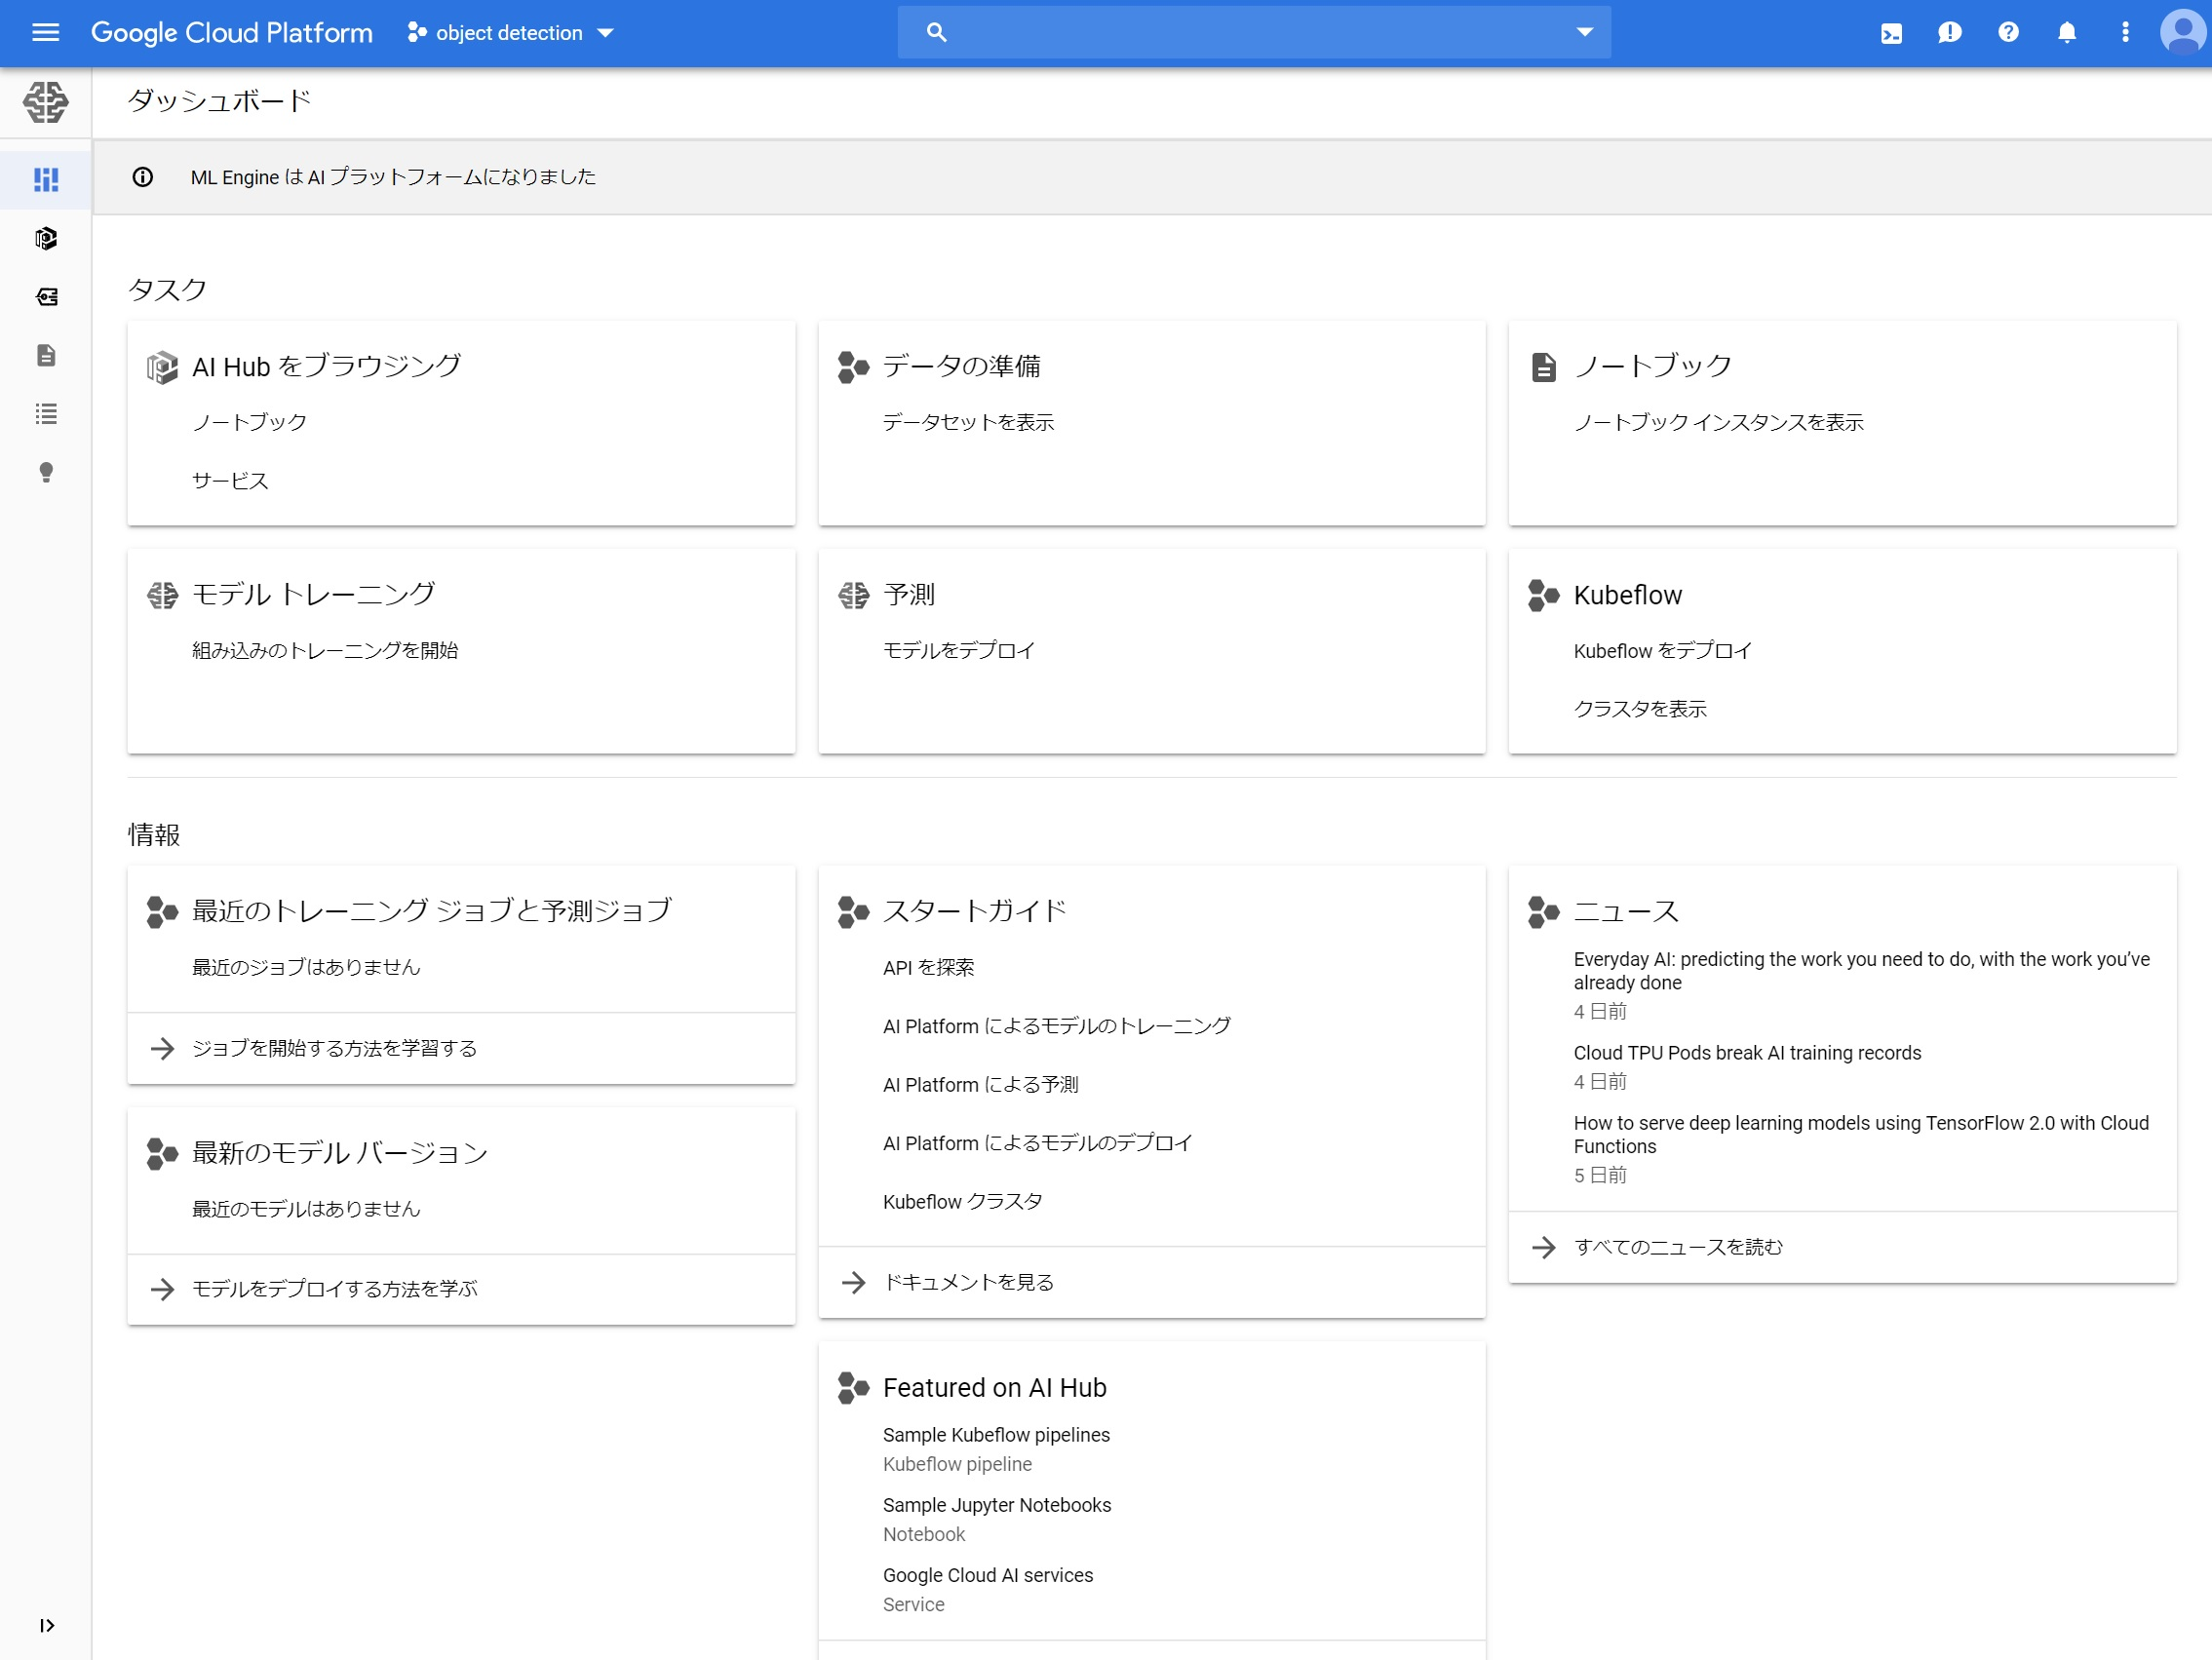 Google Cloud Platform
object detection
ダッシュボード
ML Engine は AI プラットフォームになりました
タスク
AI Hub をブラウジング
ノートブック
サービス
データの準備
データセットを表示
ノートブック
ノートブック インスタンスを表示
モデル トレーニング
組み込みのトレーニングを開始
予測
モデルをデプロイ
Kubeflow
Kubeflow をデプロイ
クラスタを表示
情報
最近のトレーニング ジョブと予測ジョブ
最近のジョブはありません
ジョブを開始する方法を学習する
最新のモデル バージョン
最近のモデルはありません
モデルをデプロイする方法を学ぶ
スタートガイド
API を探索
AI Platform によるモデルのトレーニング
AI Platform による予測
AI Platform によるモデルのデプロイ
Kubeflow クラスタ
ドキュメントを見る
Featured on AI Hub
Sample Kubeflow pipelines
Kubeflow pipeline
Sample Jupyter Notebooks
Notebook
Google Cloud AI services
Service
ニュース
Everyday AI: predicting the work you need to do, with the work you’ve
already done
4 日前
Cloud TPU Pods break AI training records
4 日前
How to serve deep learning models using TensorFlow 2.0 with Cloud
Functions
5 日前
すべてのニュースを読む